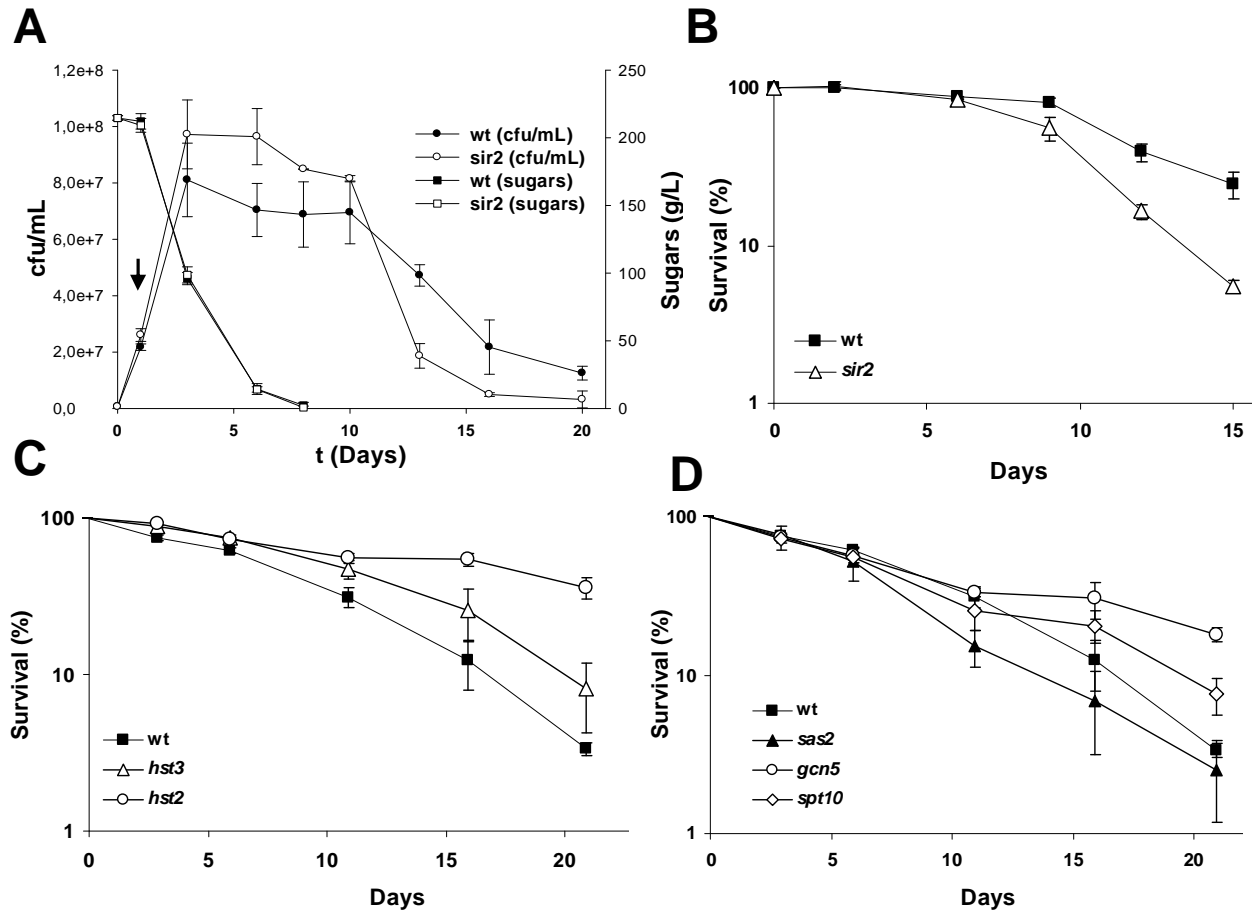 A
cfu/mL
1,2e+8
1,0e+8
8,0e+7
6,0e+7
4,0e+7
2,0e+7
0,0
0
5
10
15
20
t (Days)
250
200
150
100
50
0
Sugars (g/L)
wt (cfu/mL)
sir2 (cfu/mL)
wt (sugars)
sir2 (sugars)
B
Survival (%)
100
10
1
0
5
10
15
Days
wt
sir2
C
Survival (%)
100
10
1
0
5
10
15
20
Days
wt
hst3
hst2
D
Survival (%)
100
10
1
0
5
10
15
20
Days
wt
sas2
gcn5
spt10